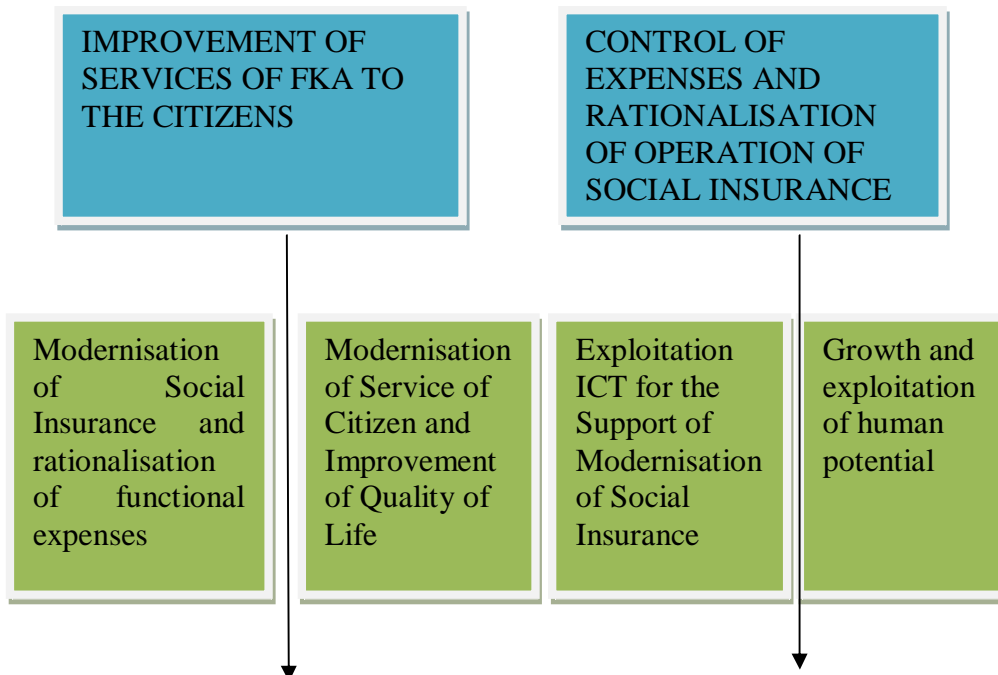 IMPROVEMENT OF
SERVICES OF FKA TO
THE CITIZENS
CONTROL OF
EXPENSES AND
RATIONALISATION
OF OPERATION OF
SOCIAL INSURANCE
Modernisation
of Social
Insurance and
rationalisation
of functional
expenses
Modernisation
of Service of
Citizen and
Improvement
of Quality of
Life
Exploitation
ICT for the
Support of
Modernisation
of Social
Insurance
Growth and
exploitation
of human
potential